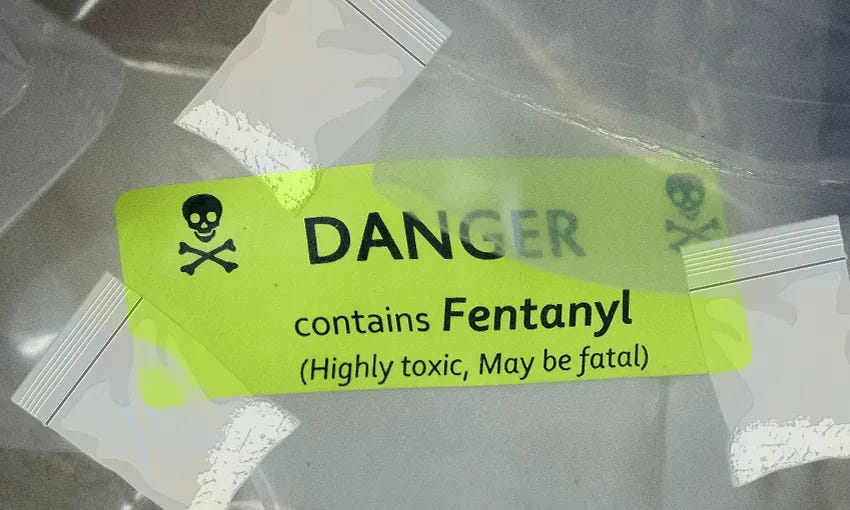 DANGER
contains Fentanyl
(Highly toxic, May be fatal)